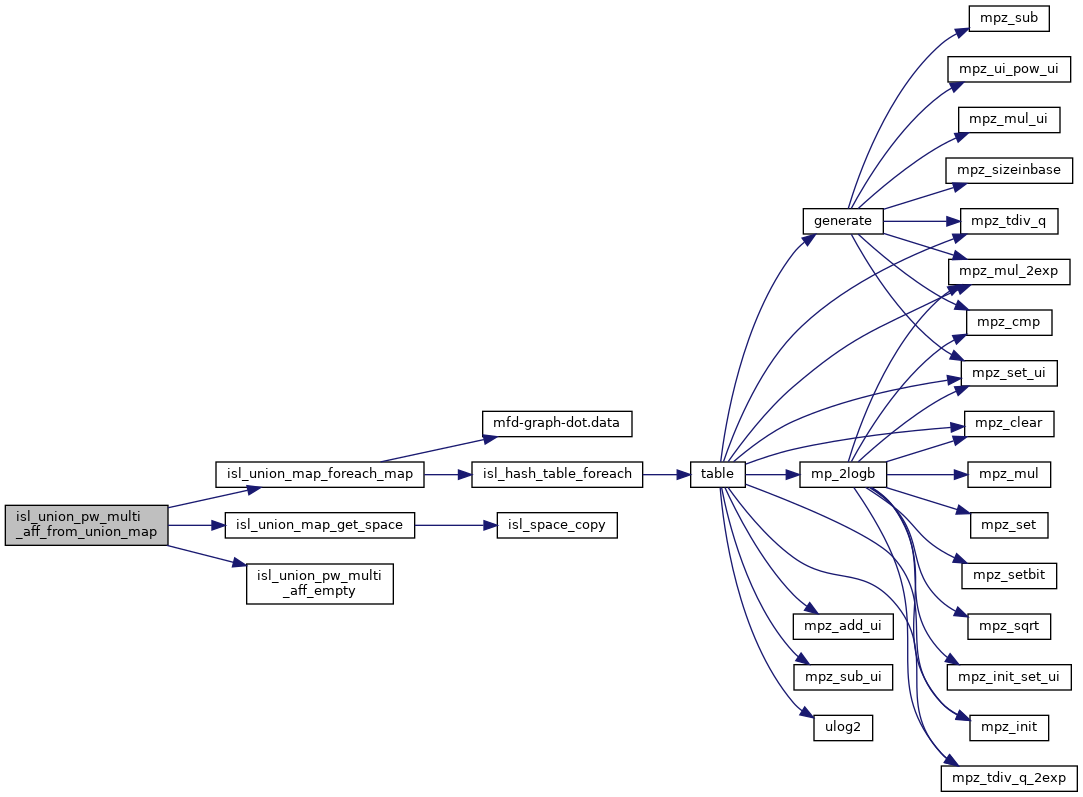 mpz_sub
mpz_ui_pow_ui
mpz_mul_ui
mpz_sizeinbase
generate
mpz_tdiv_q
mpz_mul_2exp
mpz_cmp
mpz_set_ui
mfd-graph-dot.data
mpz_clear
isl_union_map_foreach_map
isl_hash_table_foreach
table
mp_2logb
mpz_mul
isl_union_pw_multi
_aff_from_union_map
isl_union_map_get_space
isl_space_copy
mpz_set
isl_union_pw_multi
_aff_empty
mpz_setbit
mpz_add_ui
mpz_sqrt
mpz_sub_ui
mpz_init_set_ui
ulog2
mpz_init
mpz_tdiv_q_2exp